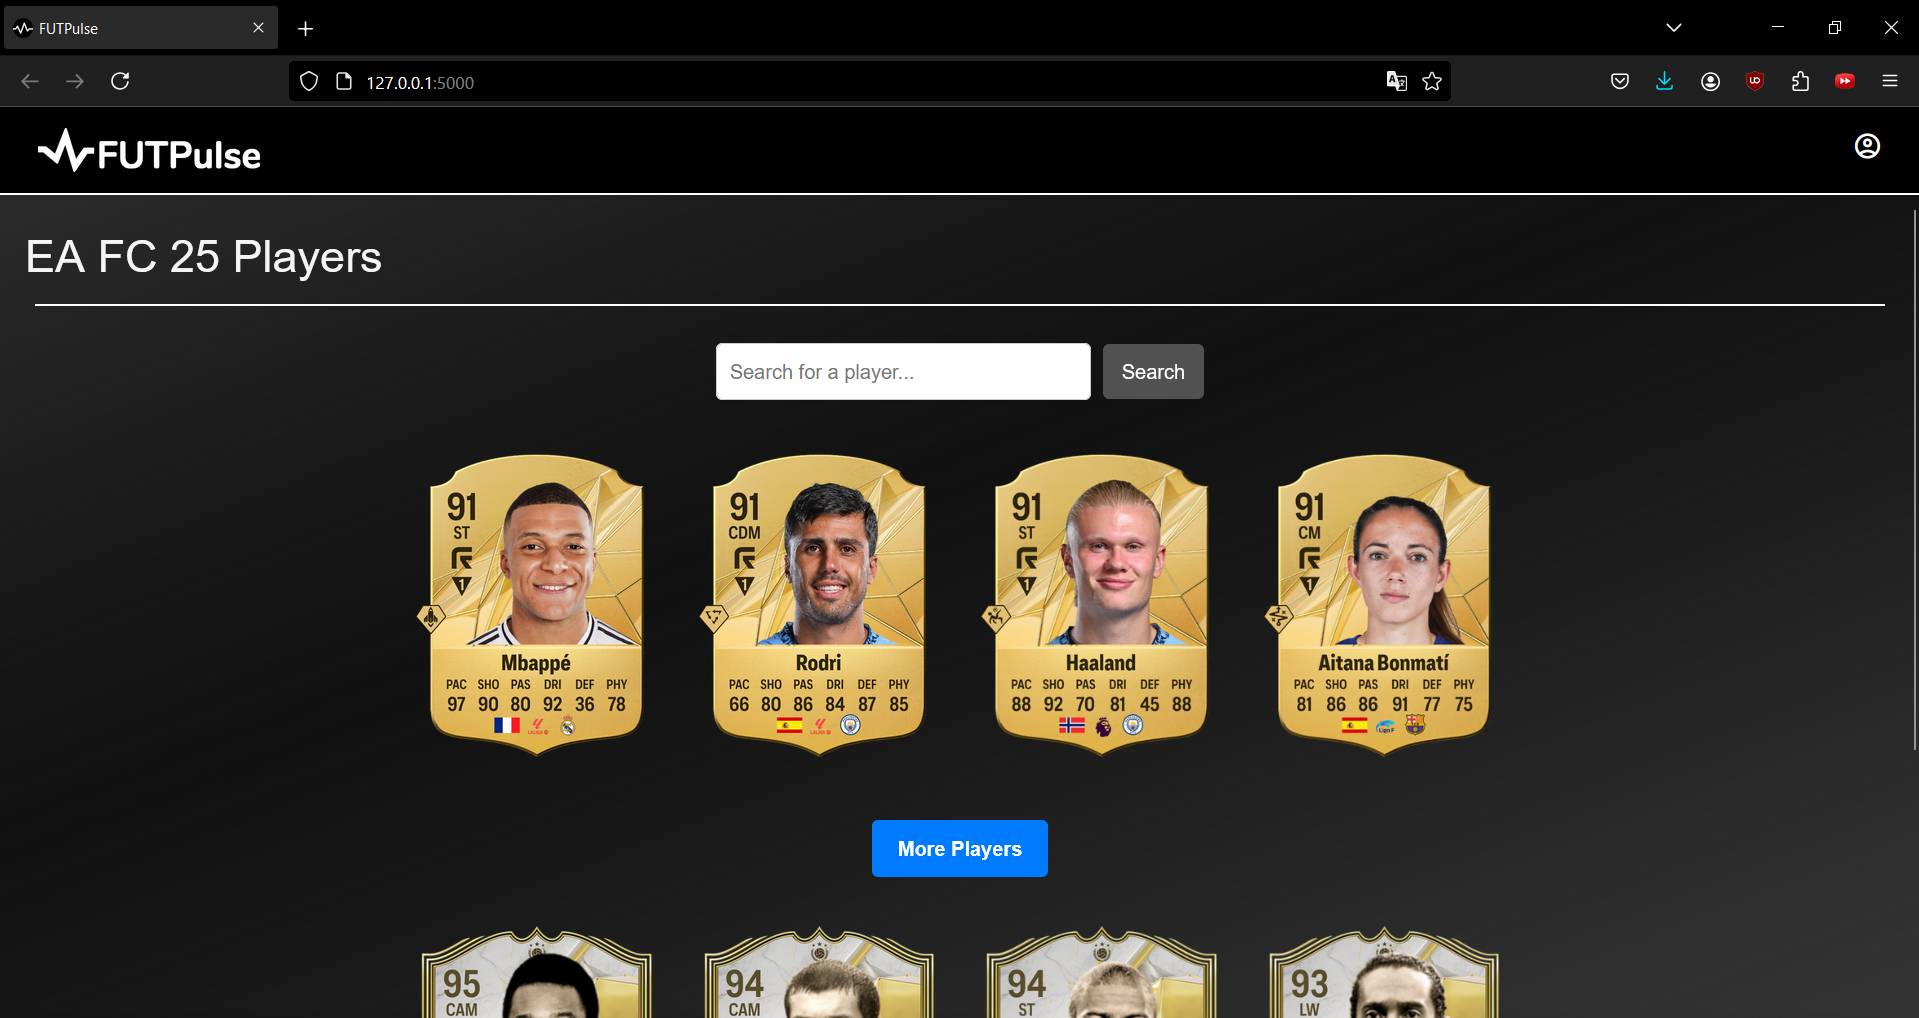 FUTPulse
127.0.0.1:5000
FUTPulse
EA FC 25 Players
Search for a player...
Search
91
ST
1
Mbappé
PAC SHO PAS DRI DEF PHY
97 90 80 92 36 78
91
CDM
1
Rodri
PAC SHO PAS DRI DEF PHY
66 80 86 84 87 85
91
ST
1
Haaland
PAC SHO PAS DRI DEF PHY
88 92 70 81 45 88
91
CM
1
Aitana Bonmatí
PAC SHO PAS DRI DEF PHY
81 86 86 91 77 75
More Players
95
CAM
94
CAM
94
ST
93
LW